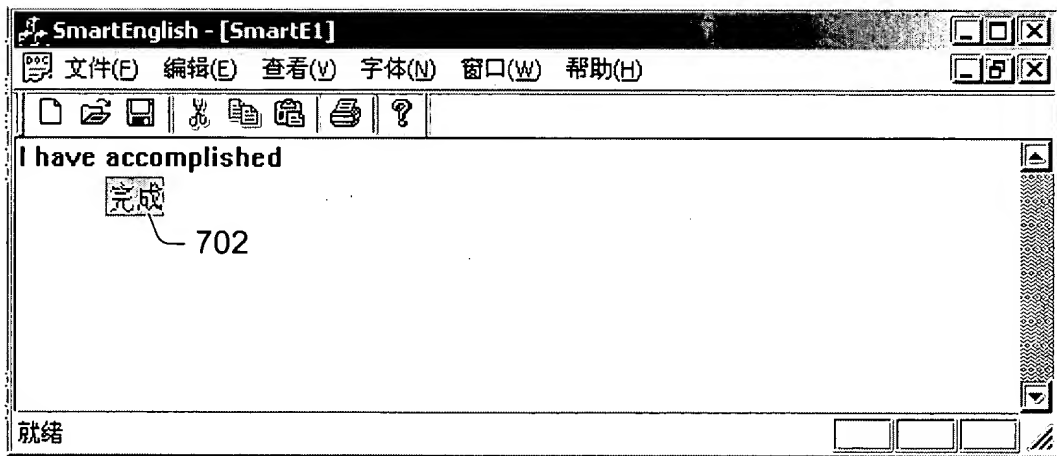 SmartEnglish - [SmartE1]
文件(F) 编辑(E) 查看(V) 字体(N) 窗口(W) 帮助(H)
I have accomplished
完成
702
就绪